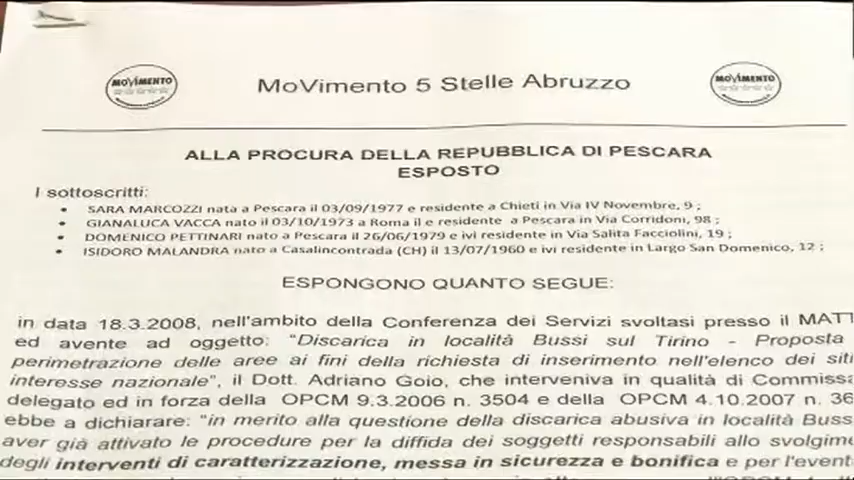 MoVimento 5 Stelle Abruzzo
MOVIMENTO
MOVIMENTO
ALLA PROCURA DELLA REPUBBLICA DI PESCARA
ESPOSTO
I sottoscritti:
• SARA MARCOZZI nata a Pescara il 03/09/1977 e residente a Chieti in Via IV Novembre, 9 ;
• GIANALUCA VACCA nato il 03/10/1973 a Roma il e residente a Pescara in Via Corridoni, 98 ;
• DOMENICO PETTINARI nato a Pescara il 26/06/1979 e ivi residente in Via Salita Facciolini, 19 ;
• ISIDORO MALANDRA nato a Casalincontrada (CH) il 13/07/1960 e ivi residente in Largo San Domenico, 12 ;
ESPONGONO QUANTO SEGUE:
in data 18.3.2008, nell'ambito della Conferenza dei Servizi svoltasi presso il MATT
ed avente ad oggetto: "Discarica in località Bussi sul Tirino - Proposta
perimetrazione delle aree ai fini della richiesta di inserimento nell'elenco dei siti
interesse nazionale", il Dott. Adriano Goio, che interveniva in qualità di Commissa
delegato ed in forza della OPCM 9.3.2006 n. 3504 e della OPCM 4.10.2007 n. 36
ebbe a dichiarare: "in merito alla questione della discarica abusiva in località Buss
aver già attivato le procedure per la diffida dei soggetti responsabili allo svolgime
degli interventi di caratterizzazione, messa in sicurezza e bonifica e per l'event